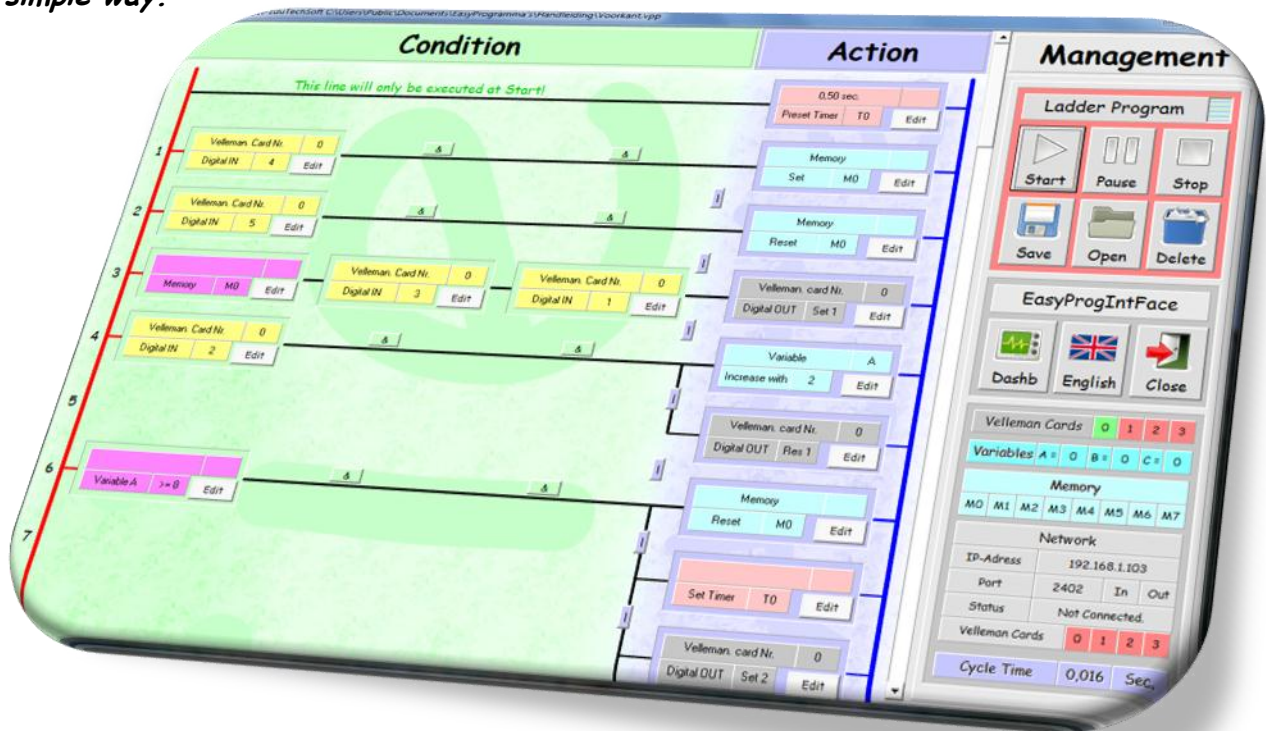 simple way.
EduTechSoft C:\Users\Public\Documents\EasyProgramma's\Handleiding\Voorkant.vpp
Condition
Action
Management
This line will only be executed at Start!
0,50 sec.
Preset Timer T0 Edit
1
Velleman. Card Nr. 0
Digital IN 4 Edit
&
&
Memory
Set M0 Edit
|
2
Velleman. Card Nr. 0
Digital IN 5 Edit
&
&
Memory
Reset M0 Edit
|
3
Memory M0 Edit
Velleman. Card Nr. 0
Digital IN 3 Edit
Velleman. Card Nr. 0
Digital IN 1 Edit
Velleman. card Nr. 0
Digital OUT Set 1 Edit
|
4
Velleman. Card Nr. 0
Digital IN 2 Edit
&
&
Variable A
Increase with 2 Edit
|
5
Velleman. card Nr. 0
Digital OUT Res 1 Edit
|
6
Variable A >= 8 Edit
&
&
Memory
Reset M0 Edit
|
7
Set Timer T0 Edit
|
Velleman. card Nr. 0
Digital OUT Set 2 Edit
Ladder Program
Start Pause Stop
Save Open Delete
EasyProgIntFace
Dashb English Close
Velleman Cards 0 1 2 3
Variables A = 0 B = 0 C = 0
Memory
M0 M1 M2 M3 M4 M5 M6 M7
Network
IP-Adress 192.168.1.103
Port 2402 In Out
Status Not Connected.
Velleman Cards 0 1 2 3
Cycle Time 0,016 Sec.